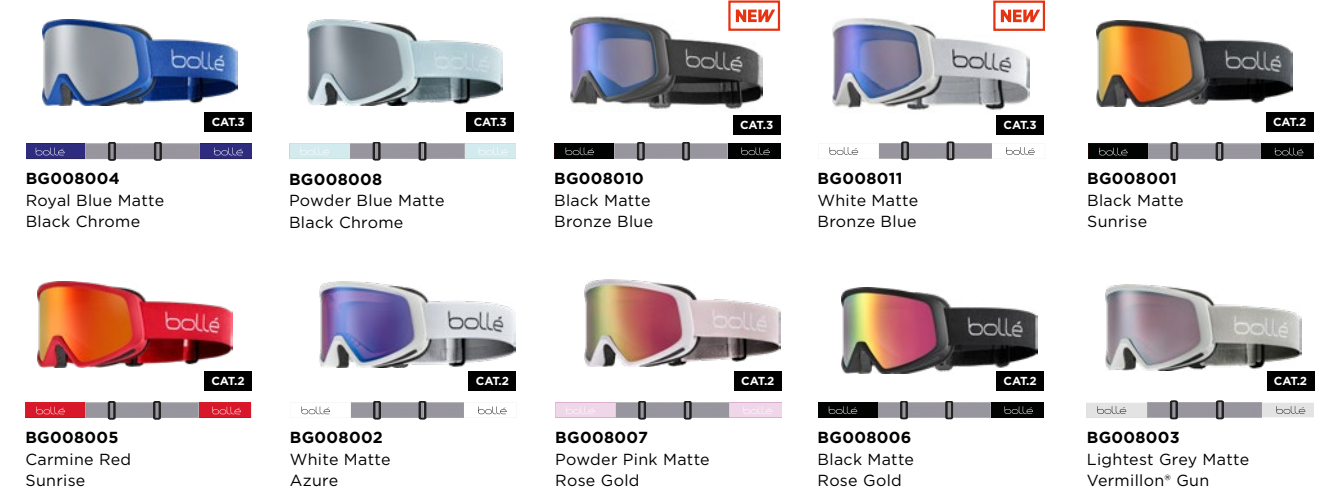 NEW
NEW
bollé
bollé
bollé
bollé
bollé
CAT.3
CAT.3
CAT.3
CAT.3
CAT.2
bollé bollé
bollé bollé
bollé bollé
bollé bollé
bollé bollé
BG008004
Royal Blue Matte
Black Chrome
BG008008
Powder Blue Matte
Black Chrome
BG008010
Black Matte
Bronze Blue
BG008011
White Matte
Bronze Blue
BG008001
Black Matte
Sunrise
bollé
bollé
bollé
bollé
bollé
CAT.2
CAT.2
CAT.2
CAT.2
CAT.2
bollé bollé
bollé bollé
bollé bollé
bollé bollé
bollé bollé
BG008005
Carmine Red
Sunrise
BG008002
White Matte
Azure
BG008007
Powder Pink Matte
Rose Gold
BG008006
Black Matte
Rose Gold
BG008003
Lightest Grey Matte
Vermillon® Gun